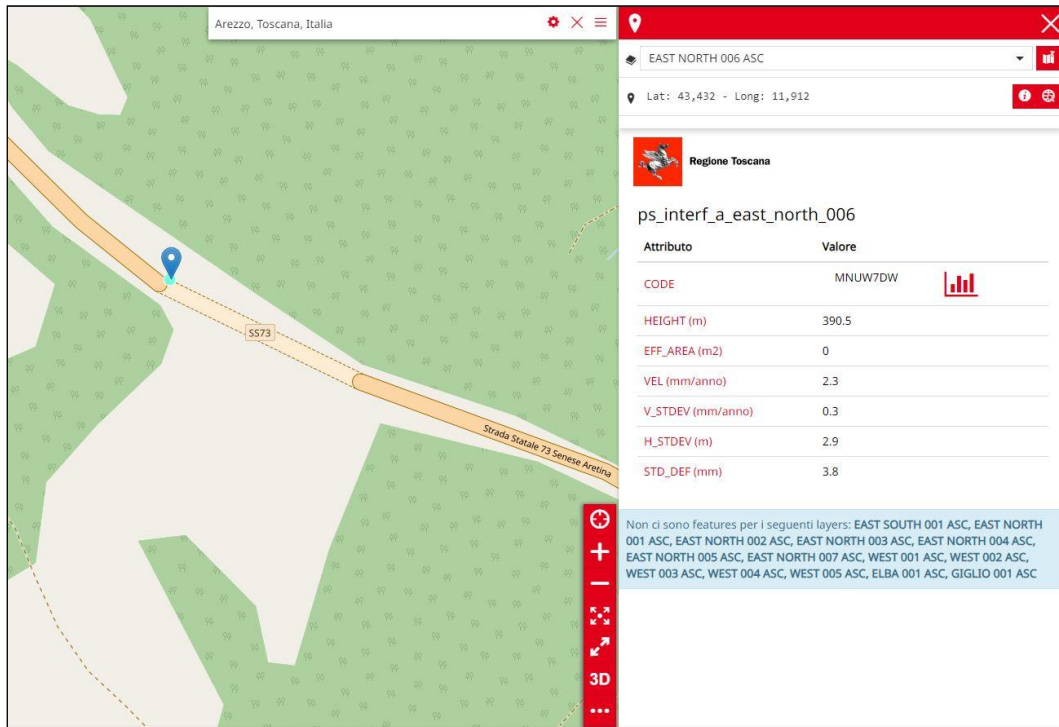 Arezzo, Toscana, Italia
SS73
Strada Statale 73 Senese Aretina
3D
EAST NORTH 006 ASC
Lat: 43,432 - Long: 11,912
Regione Toscana
ps_interf_a_east_north_006
Attributo Valore
CODE MNUW7DW
HEIGHT (m) 390.5
EFF_AREA (m2) 0
VEL (mm/anno) 2.3
V_STDEV (mm/anno) 0.3
H_STDEV (m) 2.9
STD_DEF (mm) 3.8
Non ci sono features per i seguenti layers: EAST SOUTH 001 ASC, EAST NORTH
001 ASC, EAST NORTH 002 ASC, EAST NORTH 003 ASC, EAST NORTH 004 ASC,
EAST NORTH 005 ASC, EAST NORTH 007 ASC, WEST 001 ASC, WEST 002 ASC,
WEST 003 ASC, WEST 004 ASC, WEST 005 ASC, ELBA 001 ASC, GIGLIO 001 ASC